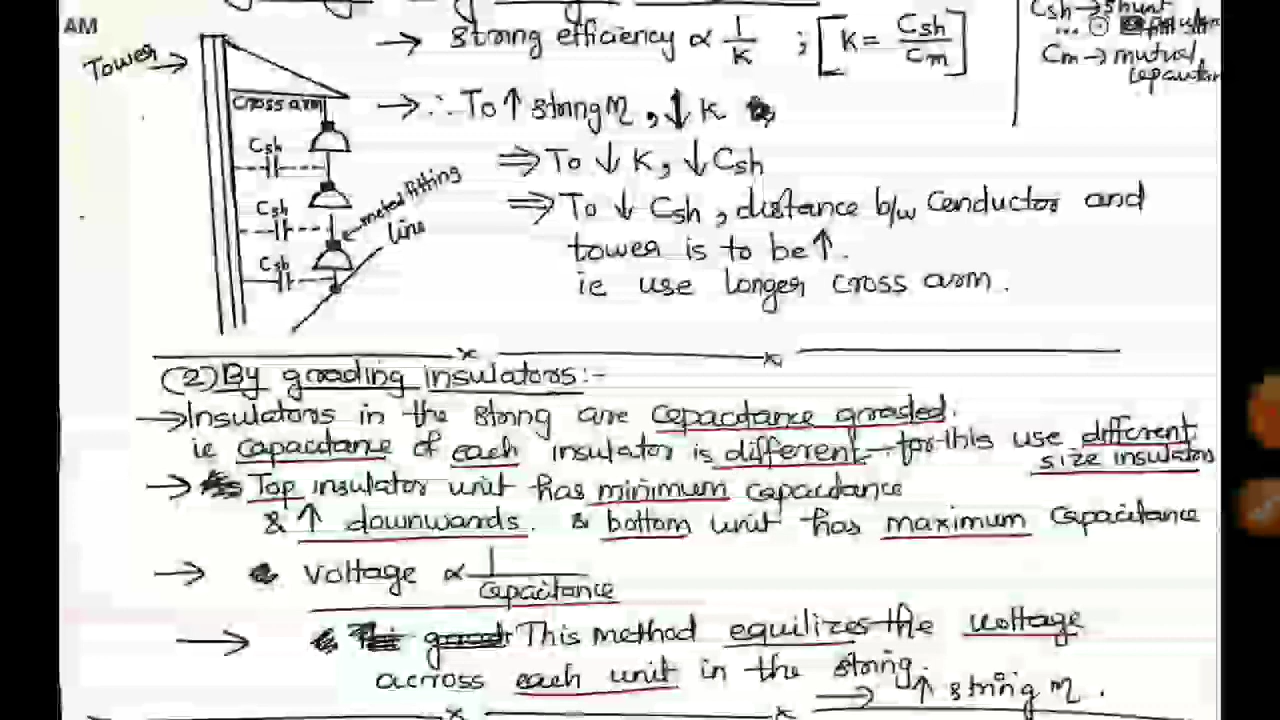 AM
→ string efficiency ∝ 1/K ; [K = Csh/Cm]
Csh → shunt
Cm → mutual
capacitan
Tower →
Cross arm
→ ∴ To ↑ string η, ↓ K
Csh
⇒ To ↓ K, ↓ Csh
metal fitting
Csh
⇒ To ↓ Csh, distance b/w Conductor and
line
tower is to be ↑.
Csh
ie use longer cross arm.
(2) By grading insulators:-
→ Insulators in the string are Capacitance graded.
ie capacitance of each insulator is different – for this use different
size insulators
→ Top insulator unit has minimum capacitance
& ↑ downwards. & bottom unit has maximum capacitance
→ Voltage ∝ 1/Capacitance
→ This method equilizes the voltage
across each unit in the string.
→ ↑ string η.